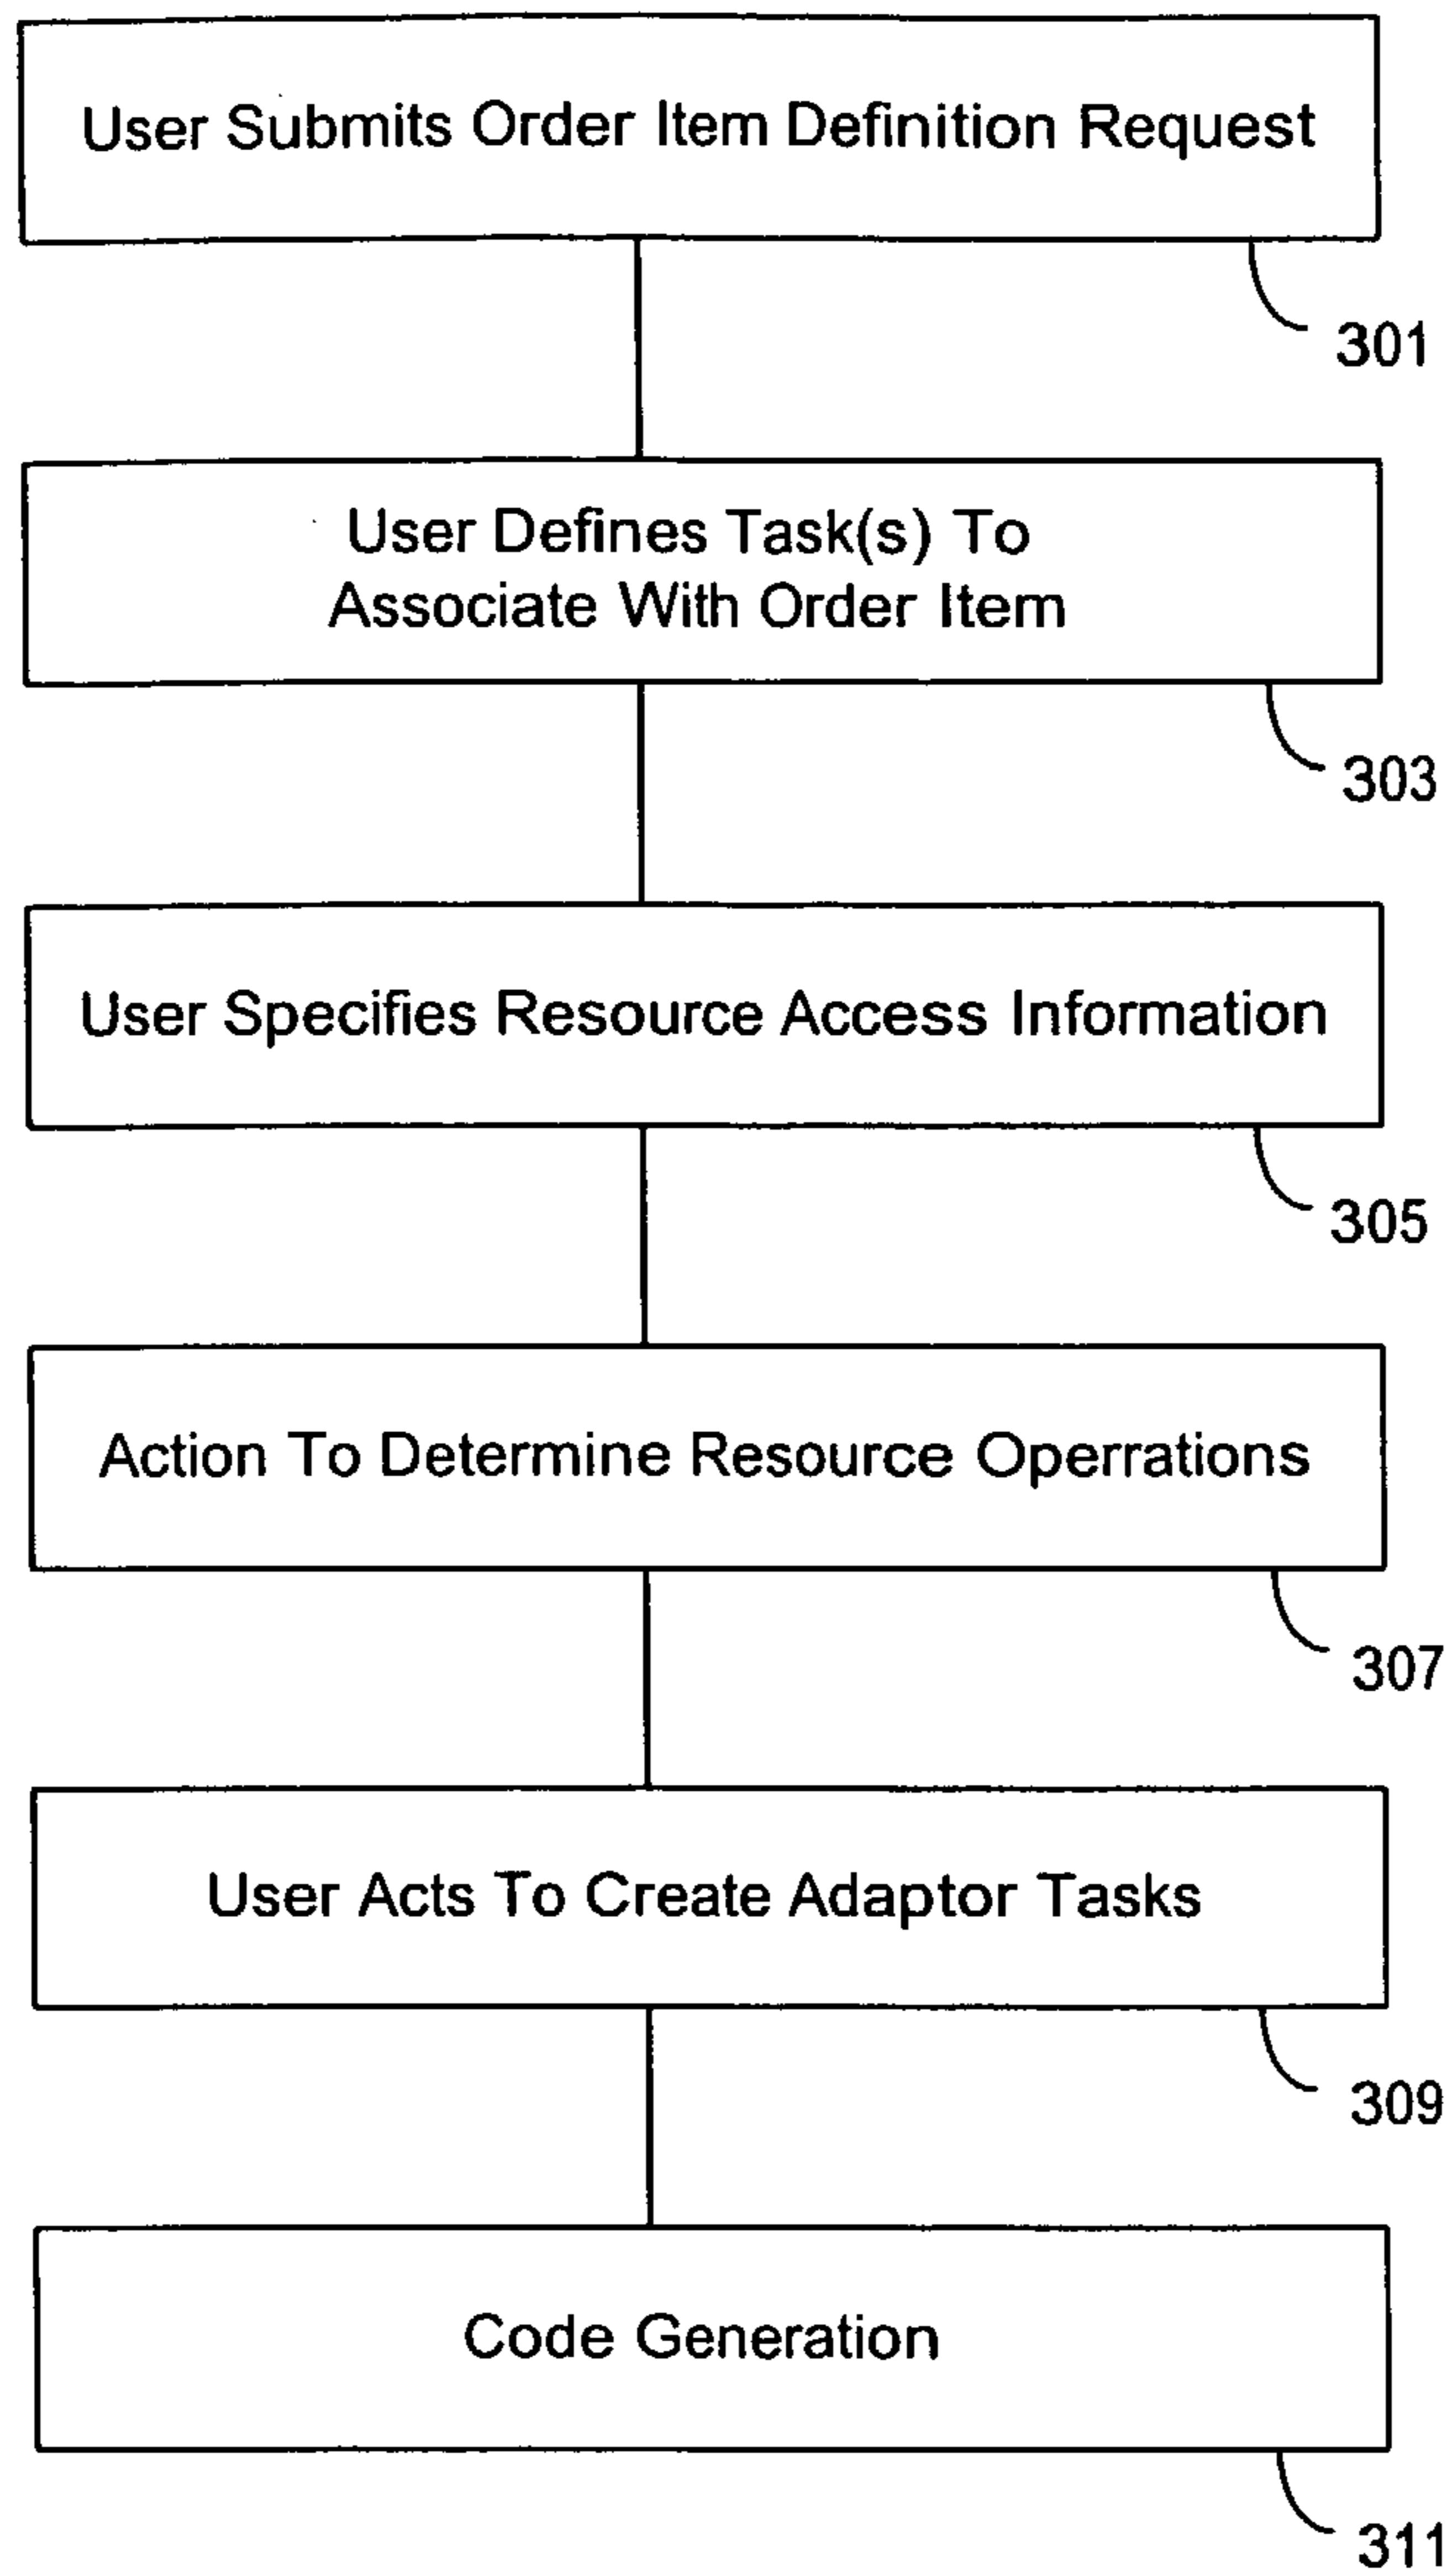 User Submits Order Item Definition Request
301
User Defines Task(s) To
Associate With Order Item
303
User Specifies Resource Access Information
305
Action To Determine Resource Operrations
307
User Acts To Create Adaptor Tasks
309
Code Generation
311